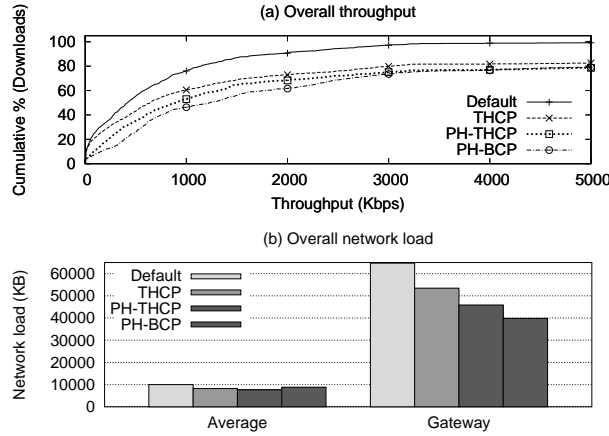 (a) Overall throughput
Cumulative % (Downloads)
100
80
60
40
20
0
Default
THCP
PH-THCP
PH-BCP
0 1000 2000 3000 4000 5000
Throughput (Kbps)
(b) Overall network load
Network load (KB)
60000
50000
40000
30000
20000
10000
0
Default
THCP
PH-THCP
PH-BCP
Average Gateway